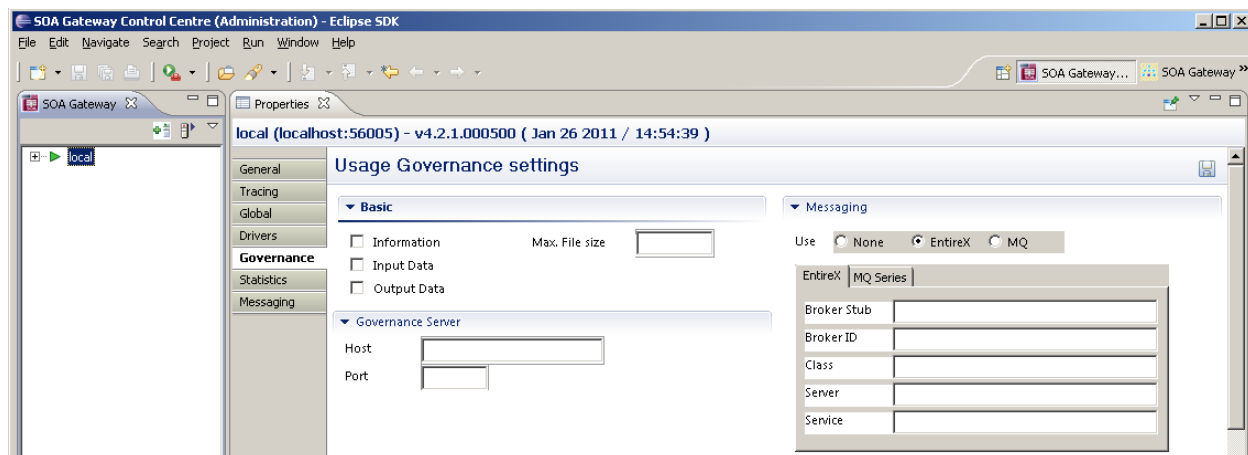 SOA Gateway Control Centre (Administration) - Eclipse SDK
File Edit Navigate Search Project Run Window Help
SOA Gateway... SOA Gateway
SOA Gateway
Properties
local
local (localhost:56005) - v4.2.1.000500 ( Jan 26 2011 / 14:54:39 )
General
Tracing
Global
Drivers
Governance
Statistics
Messaging
Usage Governance settings
Basic
Information Max. File size
Input Data
Output Data
Governance Server
Host
Port
Messaging
Use None EntireX MQ
EntireX MQ Series
Broker Stub
Broker ID
Class
Server
Service